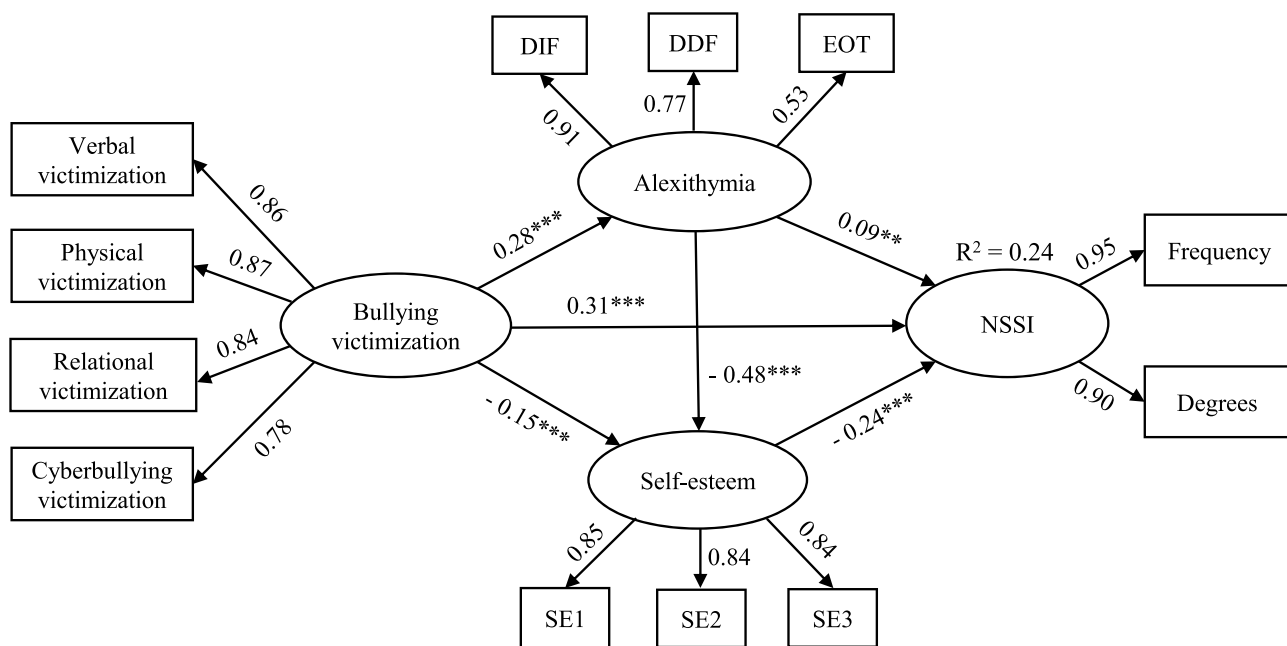 DIF
DDF
EOT
0.91
0.77
0.53
Verbal
victimization
Physical
victimization
Relational
victimization
Cyberbullying
victimization
0.86
0.87
0.84
0.78
Bullying
victimization
Alexithymia
0.28***
0.09**
0.31***
- 0.48***
- 0.15***
- 0.24***
R² = 0.24
NSSI
0.95
Frequency
0.90
Degrees
Self-esteem
0.85
0.84
0.84
SE1
SE2
SE3